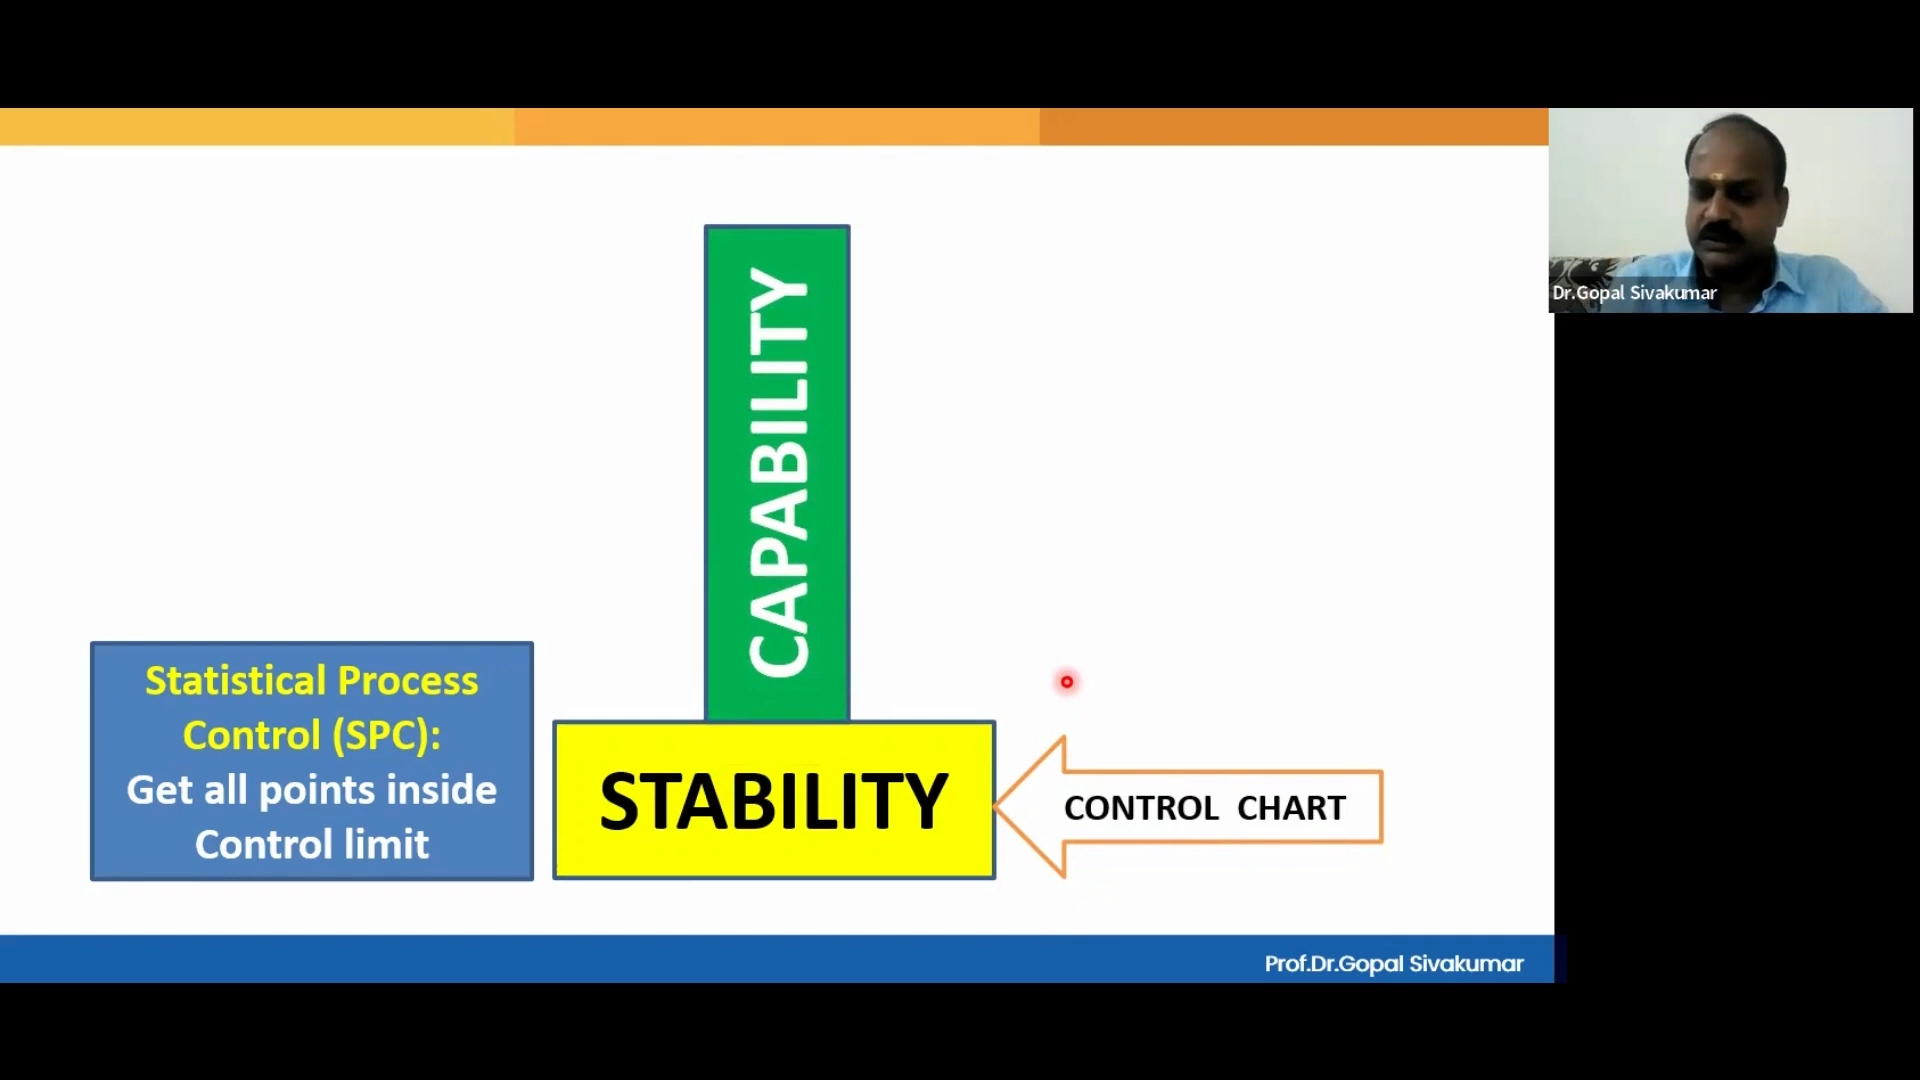 Dr.Gopal Sivakumar
CAPABILITY
Statistical Process
Control (SPC):
Get all points inside
Control limit
STABILITY
CONTROL CHART
Prof.Dr.Gopal Sivakumar